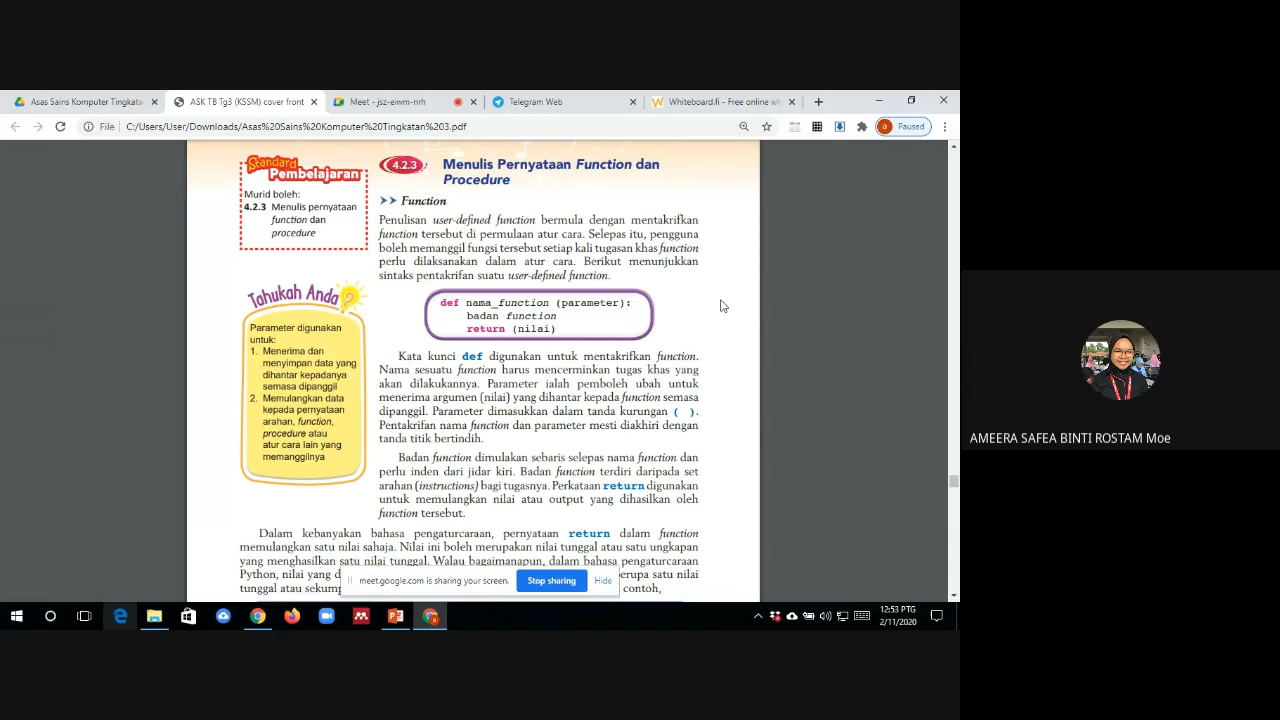 Asas Sains Komputer Tingkata
ASK TB Tg3 (KSSM) cover front
Meet - jsz-eiwm-nrh
Telegram Web
Whiteboard.fi - Free online wh
File
C:/Users/User/Downloads/Asas%20Sains%20Komputer%20Tingkatan%203.pdf
a
Paused
Standard
Pembelajaran
Murid boleh:
4.2.3 Menulis pernyataan
function dan
procedure
4.2.3
Menulis Pernyataan Function dan
Procedure
Function
Penulisan user-defined function bermula dengan mentakrifkan
function tersebut di permulaan atur cara. Selepas itu, pengguna
boleh memanggil fungsi tersebut setiap kali tugasan khas function
perlu dilaksanakan dalam atur cara. Berikut menunjukkan
sintaks pentakrifan suatu user-defined function.
def nama_function (parameter):
badan function
return (nilai)
Tahukah Anda ?
Parameter digunakan
untuk:
1. Menerima dan
menyimpan data yang
dihantar kepadanya
semasa dipanggil
2. Memulangkan data
kepada pernyataan
arahan, function,
procedure atau
atur cara lain yang
memanggilnya
Kata kunci def digunakan untuk mentakrifkan function.
Nama sesuatu function harus mencerminkan tugas khas yang
akan dilakukannya. Parameter ialah pemboleh ubah untuk
menerima argumen (nilai) yang dihantar kepada function semasa
dipanggil. Parameter dimasukkan dalam tanda kurungan ( ).
Pentakrifan nama function dan parameter mesti diakhiri dengan
tanda titik bertindih.
Badan function dimulakan sebaris selepas nama function dan
perlu inden dari jidar kiri. Badan function terdiri daripada set
arahan (instructions) bagi tugasnya. Perkataan return digunakan
untuk memulangkan nilai atau output yang dihasilkan oleh
function tersebut.
Dalam kebanyakan bahasa pengaturcaraan, pernyataan return dalam function
memulangkan satu nilai sahaja. Nilai ini boleh merupakan nilai tunggal atau satu ungkapan
yang menghasilkan satu nilai tunggal. Walau bagaimanapun, dalam bahasa pengaturcaraan
Python, nilai yang d erupa satu nilai
tunggal atau sekump contoh,
meet.google.com is sharing your screen.
Stop sharing
Hide
12:53 PTG
2/11/2020
AMEERA SAFEA BINTI ROSTAM Moe